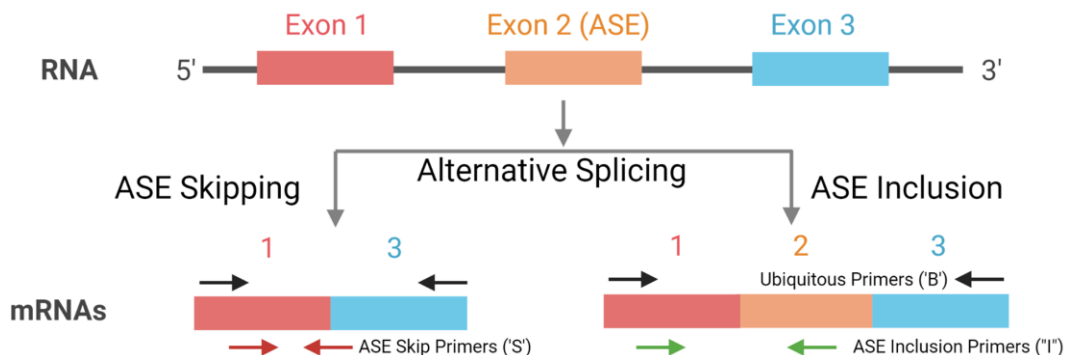 Exon 1 Exon 2 (ASE) Exon 3
RNA 5' 3'
ASE Skipping Alternative Splicing ASE Inclusion
1 3 1 2 3
Ubiquitous Primers ('B')
mRNAs
ASE Skip Primers ('S') ASE Inclusion Primers ("I")